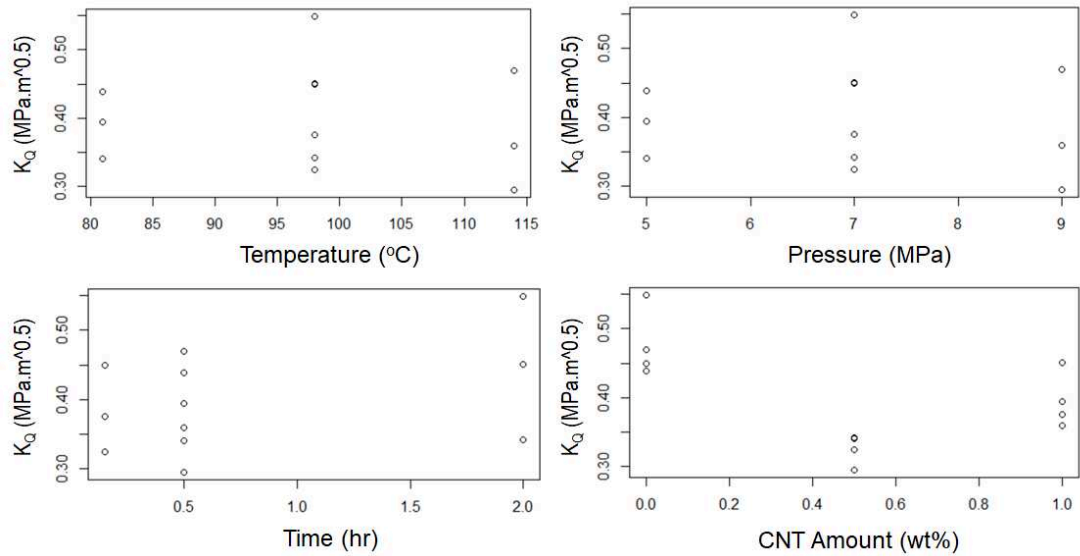 K_Q (MPa.m^0.5)
0.50
0.40
0.30
80 85 90 95 100 105 110 115
Temperature (ºC)
K_Q (MPa.m^0.5)
0.50
0.40
0.30
5 6 7 8 9
Pressure (MPa)
K_Q (MPa.m^0.5)
0.50
0.40
0.30
0.5 1.0 1.5 2.0
Time (hr)
K_Q (MPa.m^0.5)
0.50
0.40
0.30
0.0 0.2 0.4 0.6 0.8 1.0
CNT Amount (wt%)